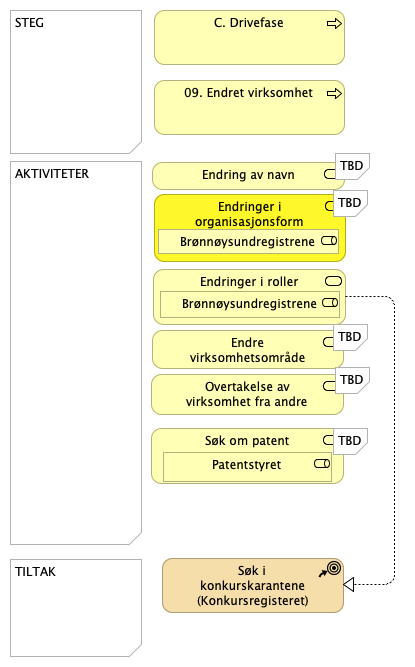 STEG
C. Drivefase
09. Endret virksomhet
AKTIVITETER
TBD
Endring av navn
TBD
Endringer i
organisasjonsform
Brønnøysundregistrene
Endringer i roller
Brønnøysundregistrene
TBD
Endre
virksomhetsområde
TBD
Overtakelse av
virksomhet fra andre
TBD
Søk om patent
Patentstyret
TILTAK
Søk i
konkurskarantene
(Konkursregisteret)